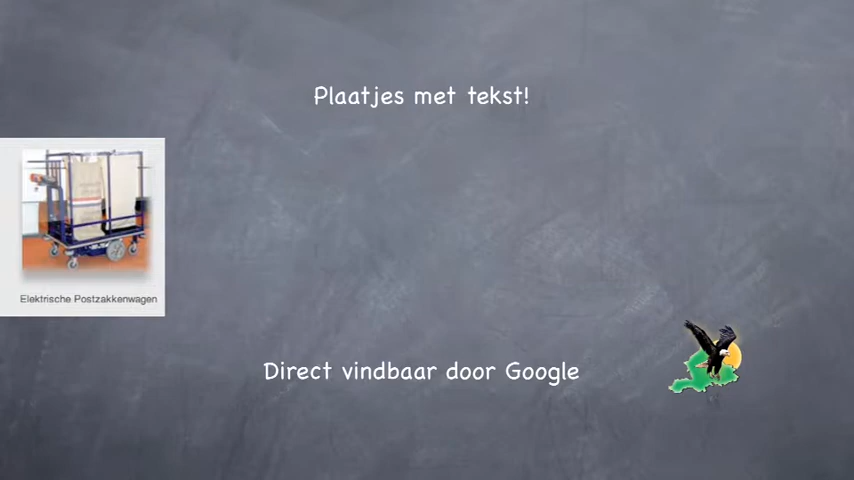 Plaatjes met tekst!
Elektrische Postzakkenwagen
Direct vindbaar door Google